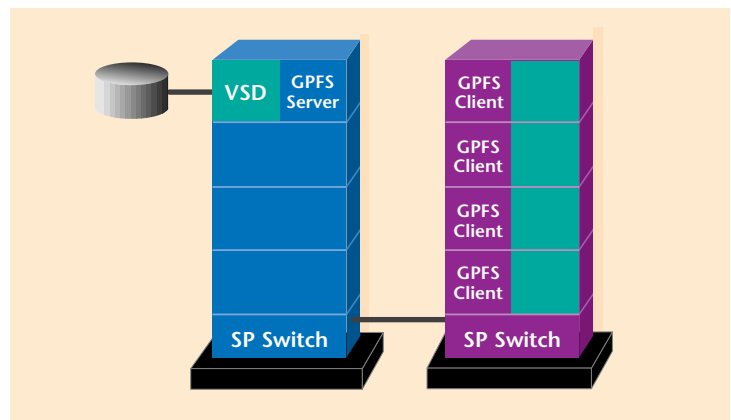 VSD
GPFS
Server
SP Switch
GPFS
Client
GPFS
Client
GPFS
Client
GPFS
Client
SP Switch